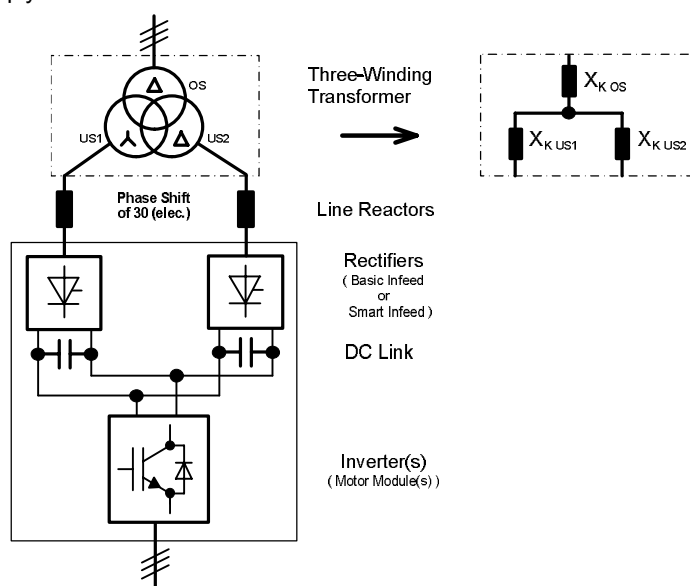 OS
US1
US2
Three-Winding
Transformer
X K OS
X K US1
X K US2
Phase Shift
of 30 (elec.)
Line Reactors
Rectifiers
( Basic Infeed
or
Smart Infeed )
DC Link
Inverter(s)
( Motor Module(s) )